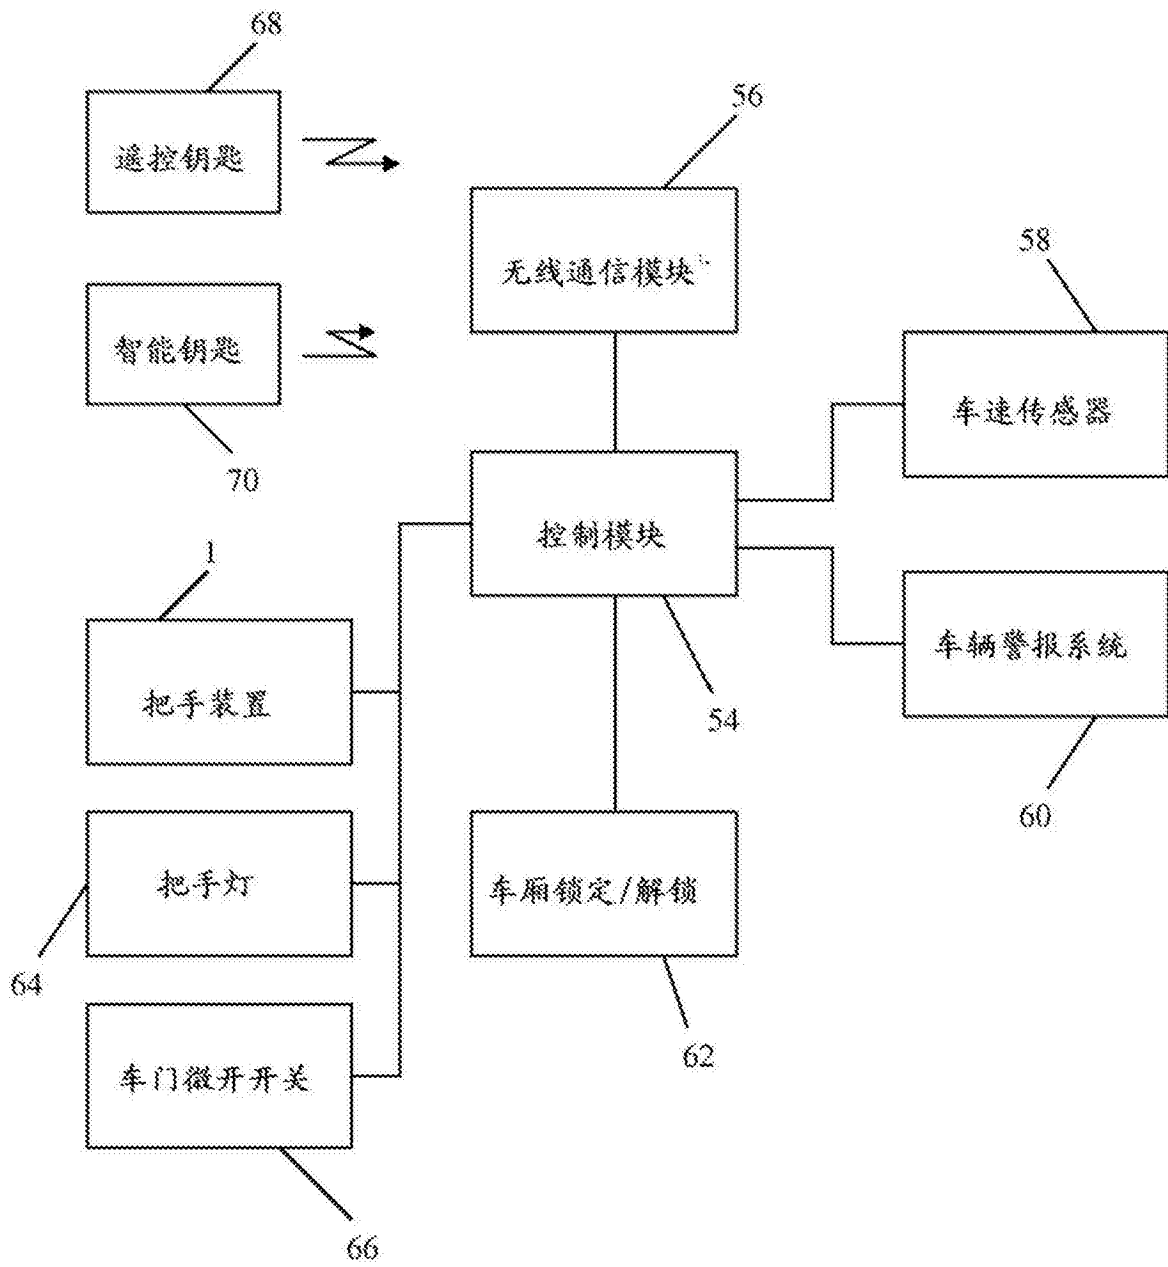 68
遥控钥匙
56
无线通信模块
58
车速传感器
智能钥匙
70
控制模块
54
1
把手装置
车辆警报系统
60
把手灯
64
车厢锁定/解锁
62
车门微开开关
66